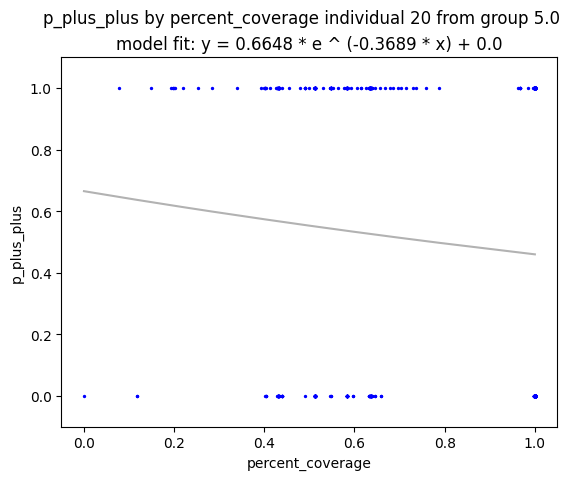 p_plus_plus by percent_coverage individual 20 from group 5.0
model fit: y = 0.6648 * e ^ (-0.3689 * x) + 0.0
p_plus_plus
1.0
0.8
0.6
0.4
0.2
0.0
0.0 0.2 0.4 0.6 0.8 1.0
percent_coverage